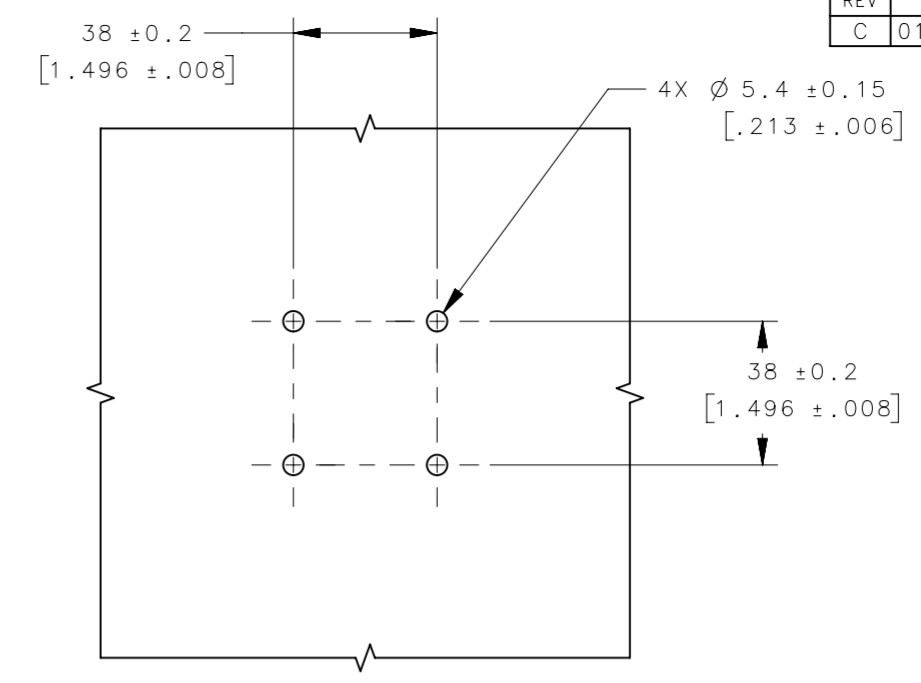 38 ±0.2
[1.496 ±.008]
REV
C 01
4X Ø 5.4 ±0.15
[.213 ±.006]
38 ±0.2
[1.496 ±.008]